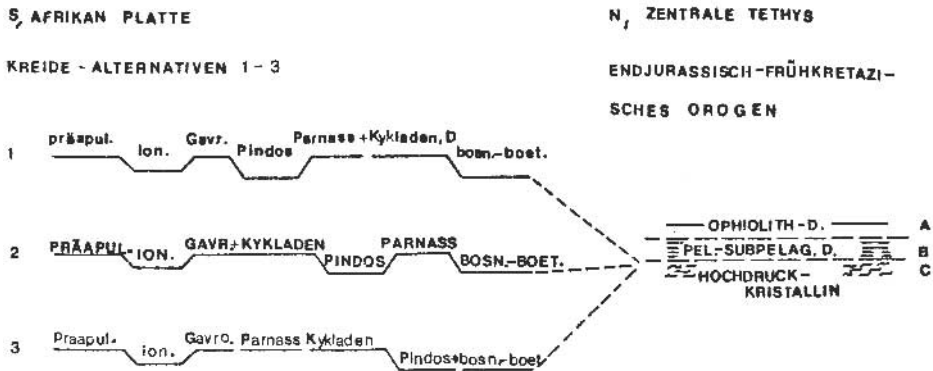 S, AFRIKAN PLATTE
N, ZENTRALE TETHYS
KREIDE - ALTERNATIVEN 1-3
ENDJURASSISCH-FRÜHKRETAZI-
SCHES OROGEN
1 präapul. Ion. Gavr. Pindos Parnass+Kykladen, D bosn.-boet.
2 PRÄAPUL- ION. GAVR.+KYKLADEN PINDOS PARNASS BOSN.-BOET.
3 Praapul. ion. Gavro. Parnass Kykladen Pindos+bosn.-boet
OPHIOLITH-D. A
PEL.-SUBPELAG. D. B
HOCHDRUCK- C
KRISTALLIN